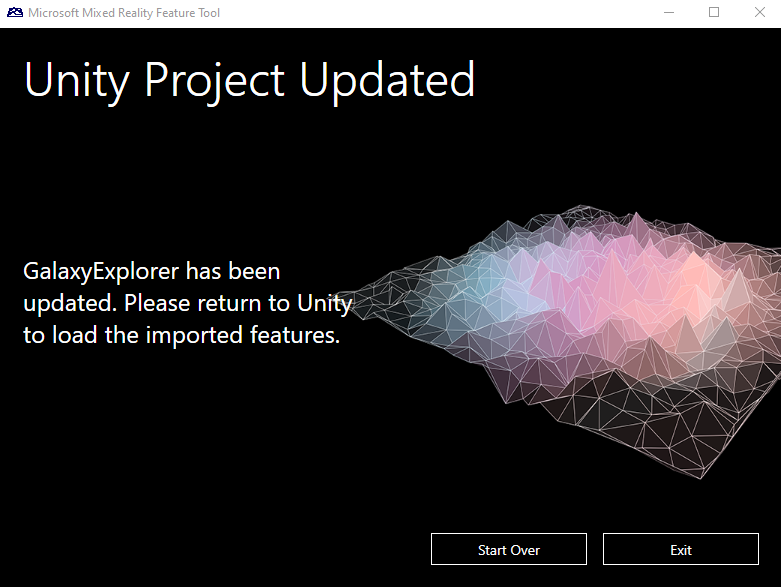 Microsoft Mixed Reality Feature Tool
Unity Project Updated
GalaxyExplorer has been
updated. Please return to Unity
to load the imported features.
Start Over
Exit